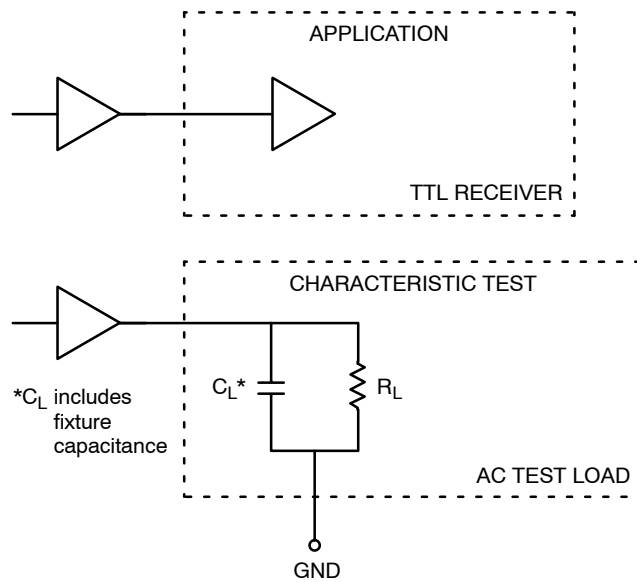 APPLICATION
TTL RECEIVER
CHARACTERISTIC TEST
C_L*
R_L
*C_L includes
fixture
capacitance
AC TEST LOAD
GND